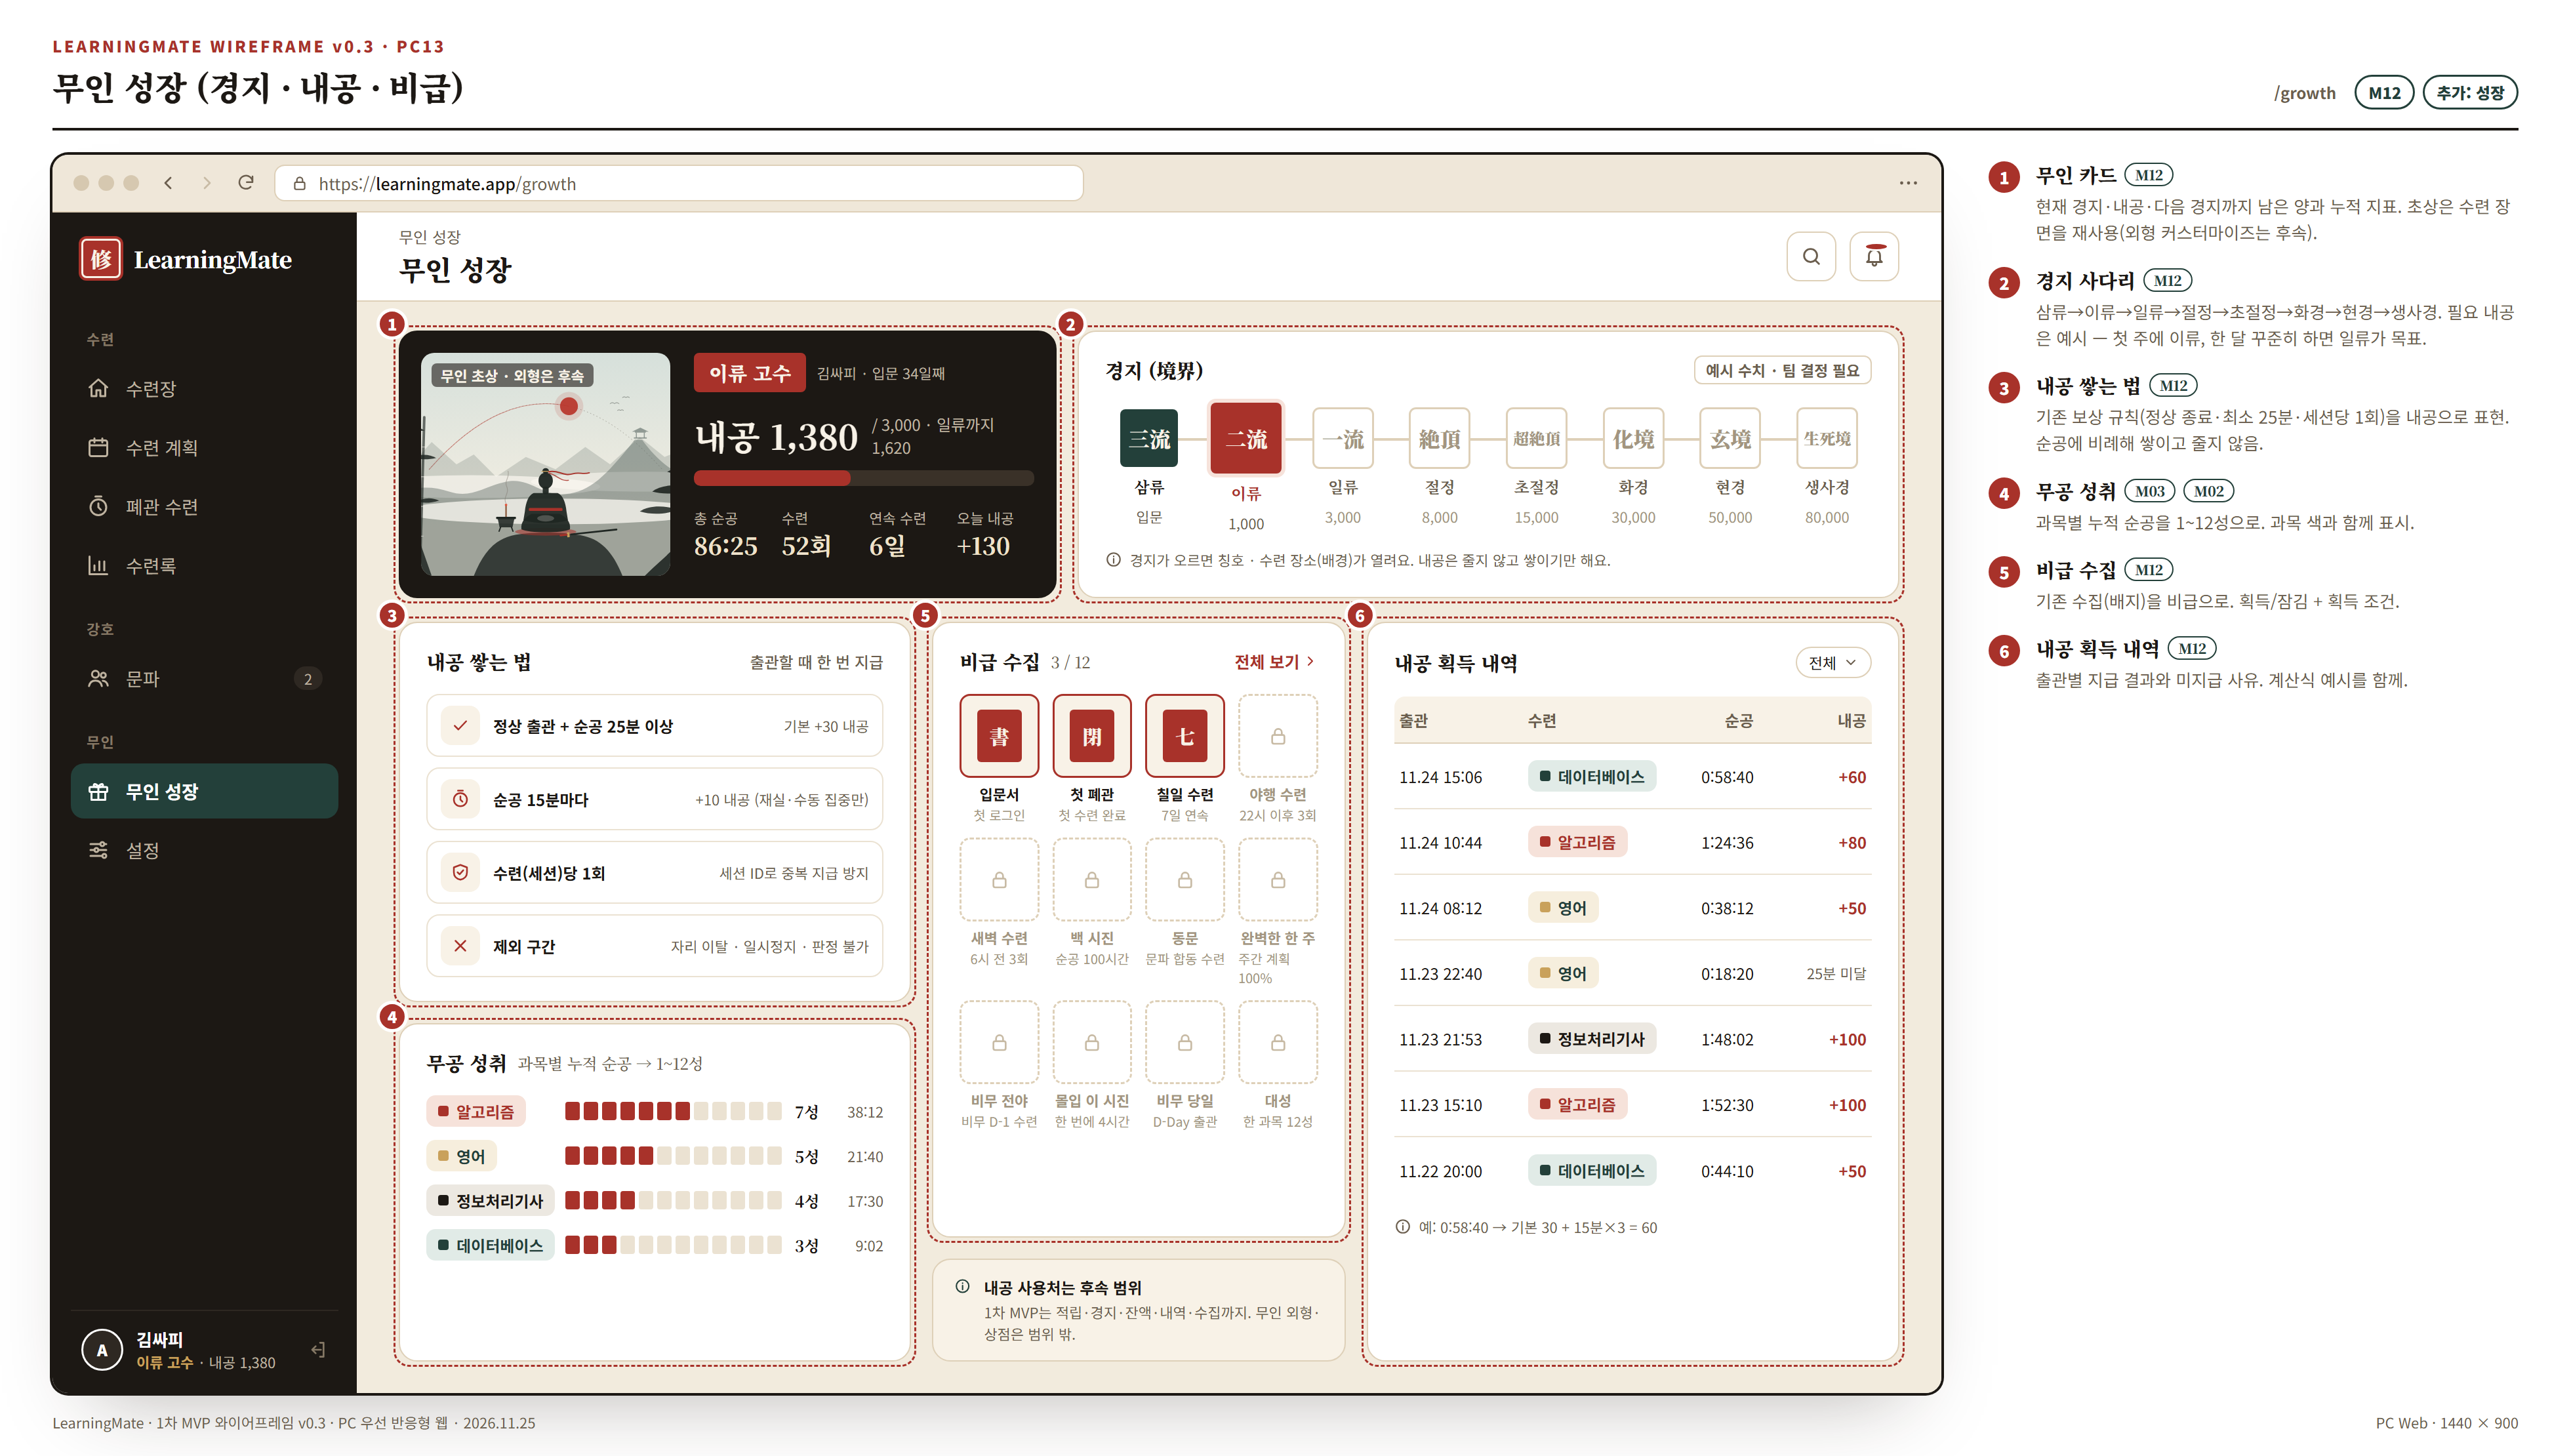 LEARNINGMATE WIREFRAME v0.3 · PC13
무인 성장 (경지 · 내공 · 비급)
/growth
M12
추가: 성장
https://learningmate.app/growth
修
LearningMate
수련
수련장
수련 계획
폐관 수련
수련록
강호
문파
2
무인
무인 성장
설정
A
김싸피
이류 고수 · 내공 1,380
무인 성장
무인 성장
1
무인 초상 · 외형은 후속
이류 고수
김싸피 · 입문 34일째
내공 1,380
/ 3,000 · 일류까지
1,620
총 순공
수련
연속 수련
오늘 내공
86:25
52회
6일
+130
2
경지 (境界)
예시 수치 · 팀 결정 필요
三流
二流
一流
絶頂
超絶頂
化境
玄境
生死境
삼류
이류
일류
절정
초절정
화경
현경
생사경
입문
1,000
3,000
8,000
15,000
30,000
50,000
80,000
경지가 오르면 칭호 · 수련 장소(배경)가 열려요. 내공은 줄지 않고 쌓이기만 해요.
3
내공 쌓는 법
출관할 때 한 번 지급
정상 출관 + 순공 25분 이상
기본 +30 내공
순공 15분마다
+10 내공 (재실·수동 집중만)
수련(세션)당 1회
세션 ID로 중복 지급 방지
제외 구간
자리 이탈 · 일시정지 · 판정 불가
4
무공 성취
과목별 누적 순공 → 1~12성
알고리즘
7성
38:12
영어
5성
21:40
정보처리기사
4성
17:30
데이터베이스
3성
9:02
5
비급 수집
3 / 12
전체 보기
書
閉
七
입문서
첫 폐관
칠일 수련
야행 수련
첫 로그인
첫 수련 완료
7일 연속
22시 이후 3회
새벽 수련
백 시진
동문
완벽한 한 주
6시 전 3회
순공 100시간
문파 합동 수련
주간 계획
100%
비무 전야
몰입 이 시진
비무 당일
대성
비무 D-1 수련
한 번에 4시간
D-Day 출관
한 과목 12성
내공 사용처는 후속 범위
1차 MVP는 적립·경지·잔액·내역·수집까지. 무인 외형·
상점은 범위 밖.
6
내공 획득 내역
전체
출관
수련
순공
내공
11.24 15:06
데이터베이스
0:58:40
+60
11.24 10:44
알고리즘
1:24:36
+80
11.24 08:12
영어
0:38:12
+50
11.23 22:40
영어
0:18:20
25분 미달
11.23 21:53
정보처리기사
1:48:02
+100
11.23 15:10
알고리즘
1:52:30
+100
11.22 20:00
데이터베이스
0:44:10
+50
예: 0:58:40 → 기본 30 + 15분×3 = 60
1
무인 카드
M12
현재 경지·내공·다음 경지까지 남은 양과 누적 지표. 초상은 수련 장
면을 재사용(외형 커스터마이즈는 후속).
2
경지 사다리
M12
삼류→이류→일류→절정→초절정→화경→현경→생사경. 필요 내공
은 예시 — 첫 주에 이류, 한 달 꾸준히 하면 일류가 목표.
3
내공 쌓는 법
M12
기존 보상 규칙(정상 종료·최소 25분·세션당 1회)을 내공으로 표현.
순공에 비례해 쌓이고 줄지 않음.
4
무공 성취
M03
M02
과목별 누적 순공을 1~12성으로. 과목 색과 함께 표시.
5
비급 수집
M12
기존 수집(배지)을 비급으로. 획득/잠김 + 획득 조건.
6
내공 획득 내역
M12
출관별 지급 결과와 미지급 사유. 계산식 예시를 함께.
LearningMate · 1차 MVP 와이어프레임 v0.3 · PC 우선 반응형 웹 · 2026.11.25
PC Web · 1440 × 900